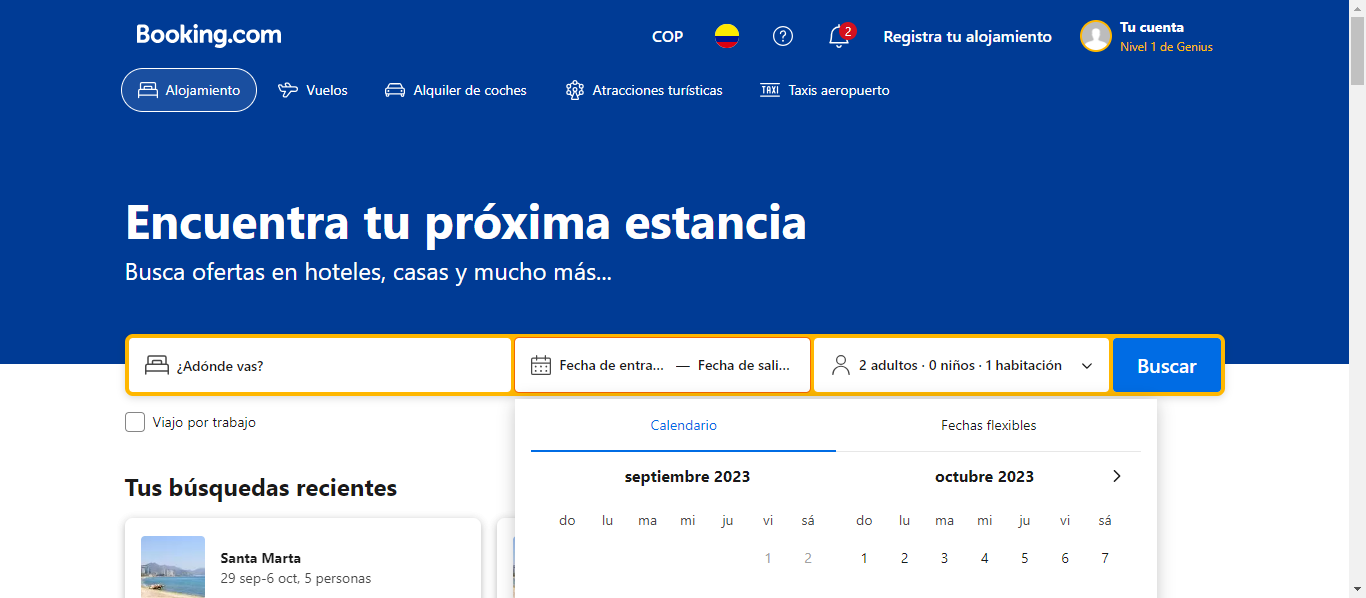 Booking.com
COP
2
Registra tu alojamiento
Tu cuenta
Nivel 1 de Genius
Alojamiento
Vuelos
Alquiler de coches
Atracciones turísticas
TAXI
Taxis aeropuerto
Encuentra tu próxima estancia
Busca ofertas en hoteles, casas y mucho más...
¿Adónde vas?
Fecha de entra... — Fecha de sali...
2 adultos · 0 niños · 1 habitación
Buscar
Viajo por trabajo
Calendario
Fechas flexibles
septiembre 2023
octubre 2023
do lu ma mi ju vi sá
do lu ma mi ju vi sá
1 2
1 2 3 4 5 6 7
Tus búsquedas recientes
Santa Marta
29 sep-6 oct, 5 personas